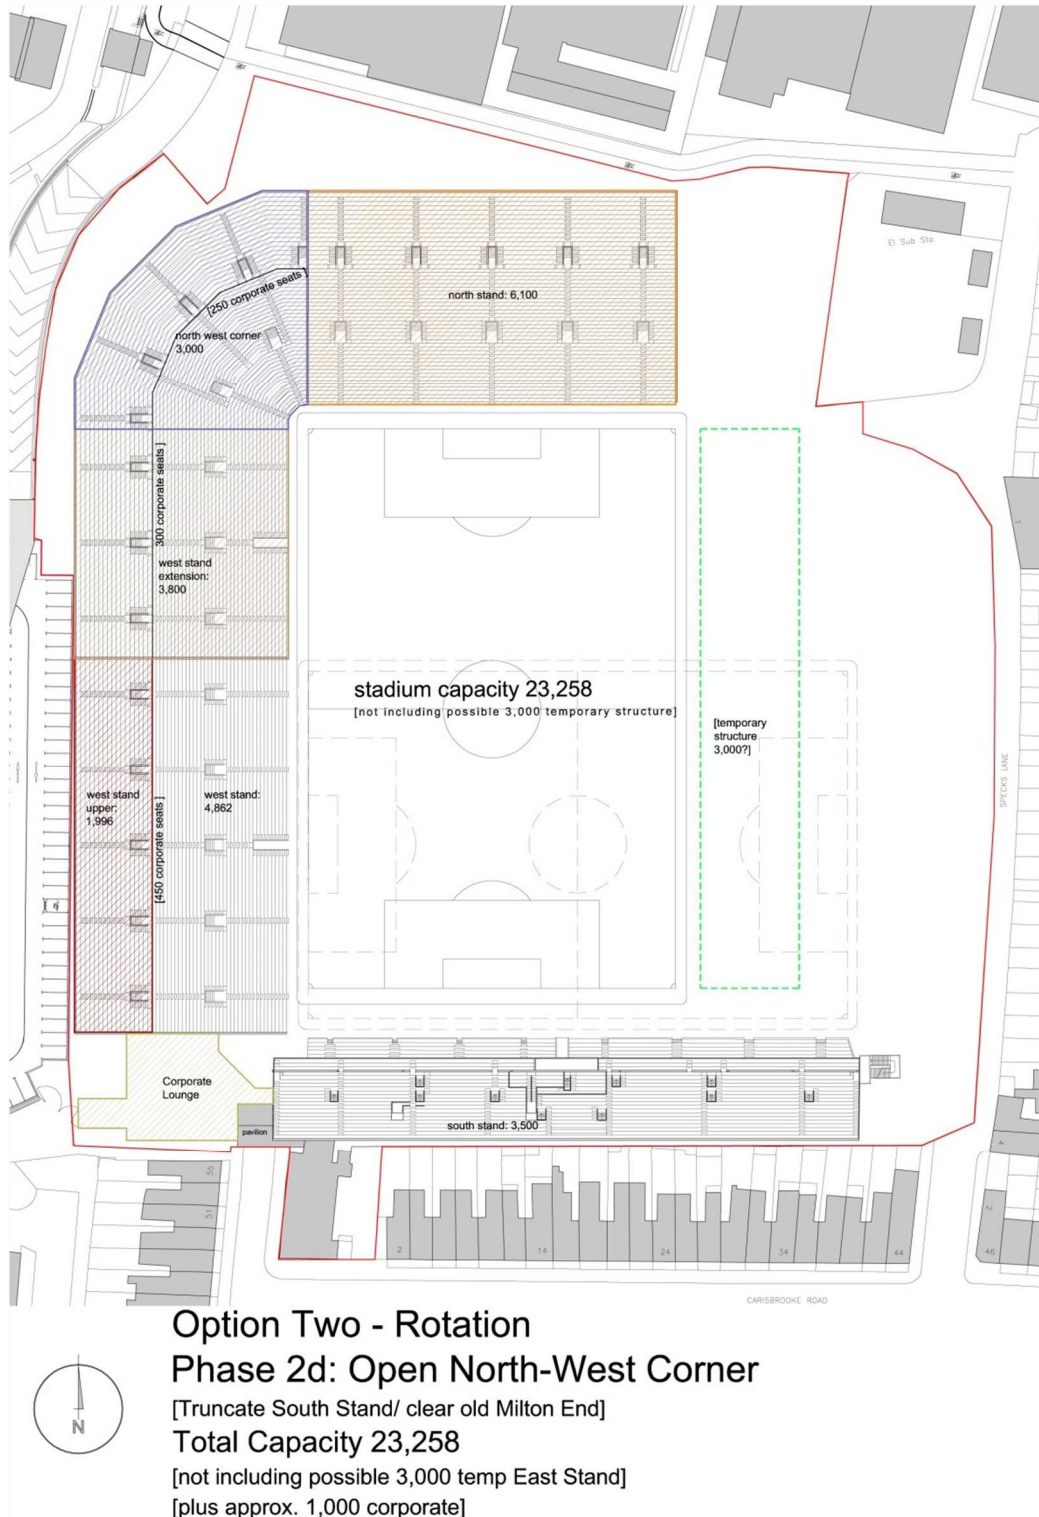 El Sub Sta
north stand: 6,100
[250 corporate seats ]
north west corner
3,000
300 corporate seats ]
west stand
extension:
3,800
stadium capacity 23,258
[not including possible 3,000 temporary structure]
[temporary
structure
3,000?]
west stand
upper:
1,996
[450 corporate seats ]
west stand:
4,862
SPECKS LANE
Corporate
Lounge
pavilion
south stand: 3,500
55
51
2
14
24
34
44
46
2
4
1
CARISBROOKE ROAD
Option Two - Rotation
Phase 2d: Open North-West Corner
N
[Truncate South Stand/ clear old Milton End]
Total Capacity 23,258
[not including possible 3,000 temp East Stand]
[plus approx. 1,000 corporate]